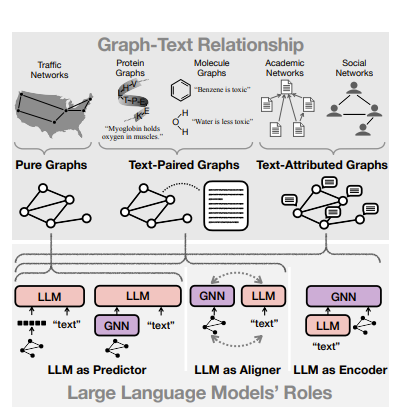 Graph-Text Relationship
Traffic
Networks
Protein
Graphs
Molecule
Graphs
Academic
Networks
Social
Networks
K-H-V
T-P-E
K-E
"Benzene is toxic"
H
O
H
"Water is less toxic"
"Myoglobin holds
oxygen in muscles."
Pure Graphs
Text-Paired Graphs
Text-Attributed Graphs
LLM
"text"
LLM
GNN
"text"
GNN
LLM
"text"
GNN
LLM
"text"
LLM as Predictor
LLM as Aligner
LLM as Encoder
Large Language Models' Roles